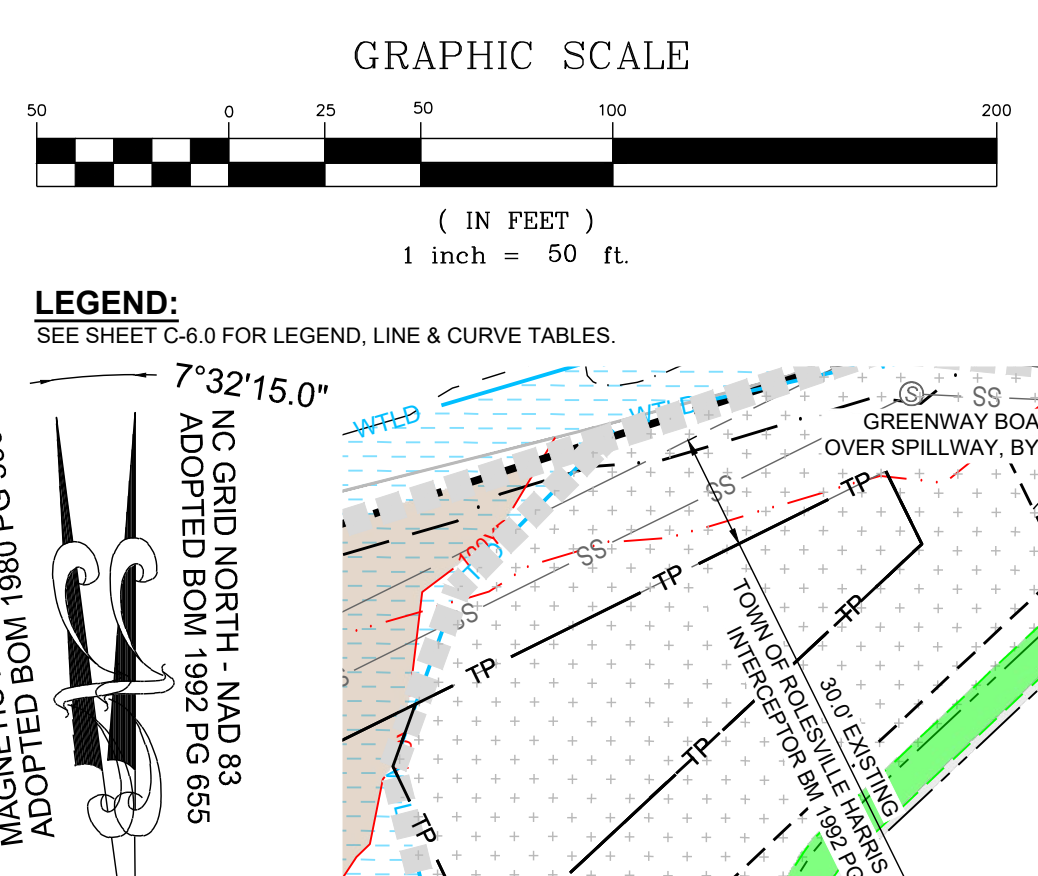 GRAPHIC SCALE
50 0 25 50 100 200
( IN FEET )
1 inch = 50 ft.
LEGEND:
SEE SHEET C-6.0 FOR LEGEND, LINE & CURVE TABLES.
7°32'15.0"
NC GRID NORTH - NAD 83
ADOPTED BOM 1992 PG 655
ADOPTED BOM 1980 PG
WTLD
WTLD
S
SS
GREENWAY BOA
OVER SPILLWAY, BY
TP
SS
100Y
SS
TP
SS
TP
TP
TP
TP
30.0' EXISTING
TOWN OF ROLESVILLE HARRIS
INTERCEPTOR BM 1992 PG